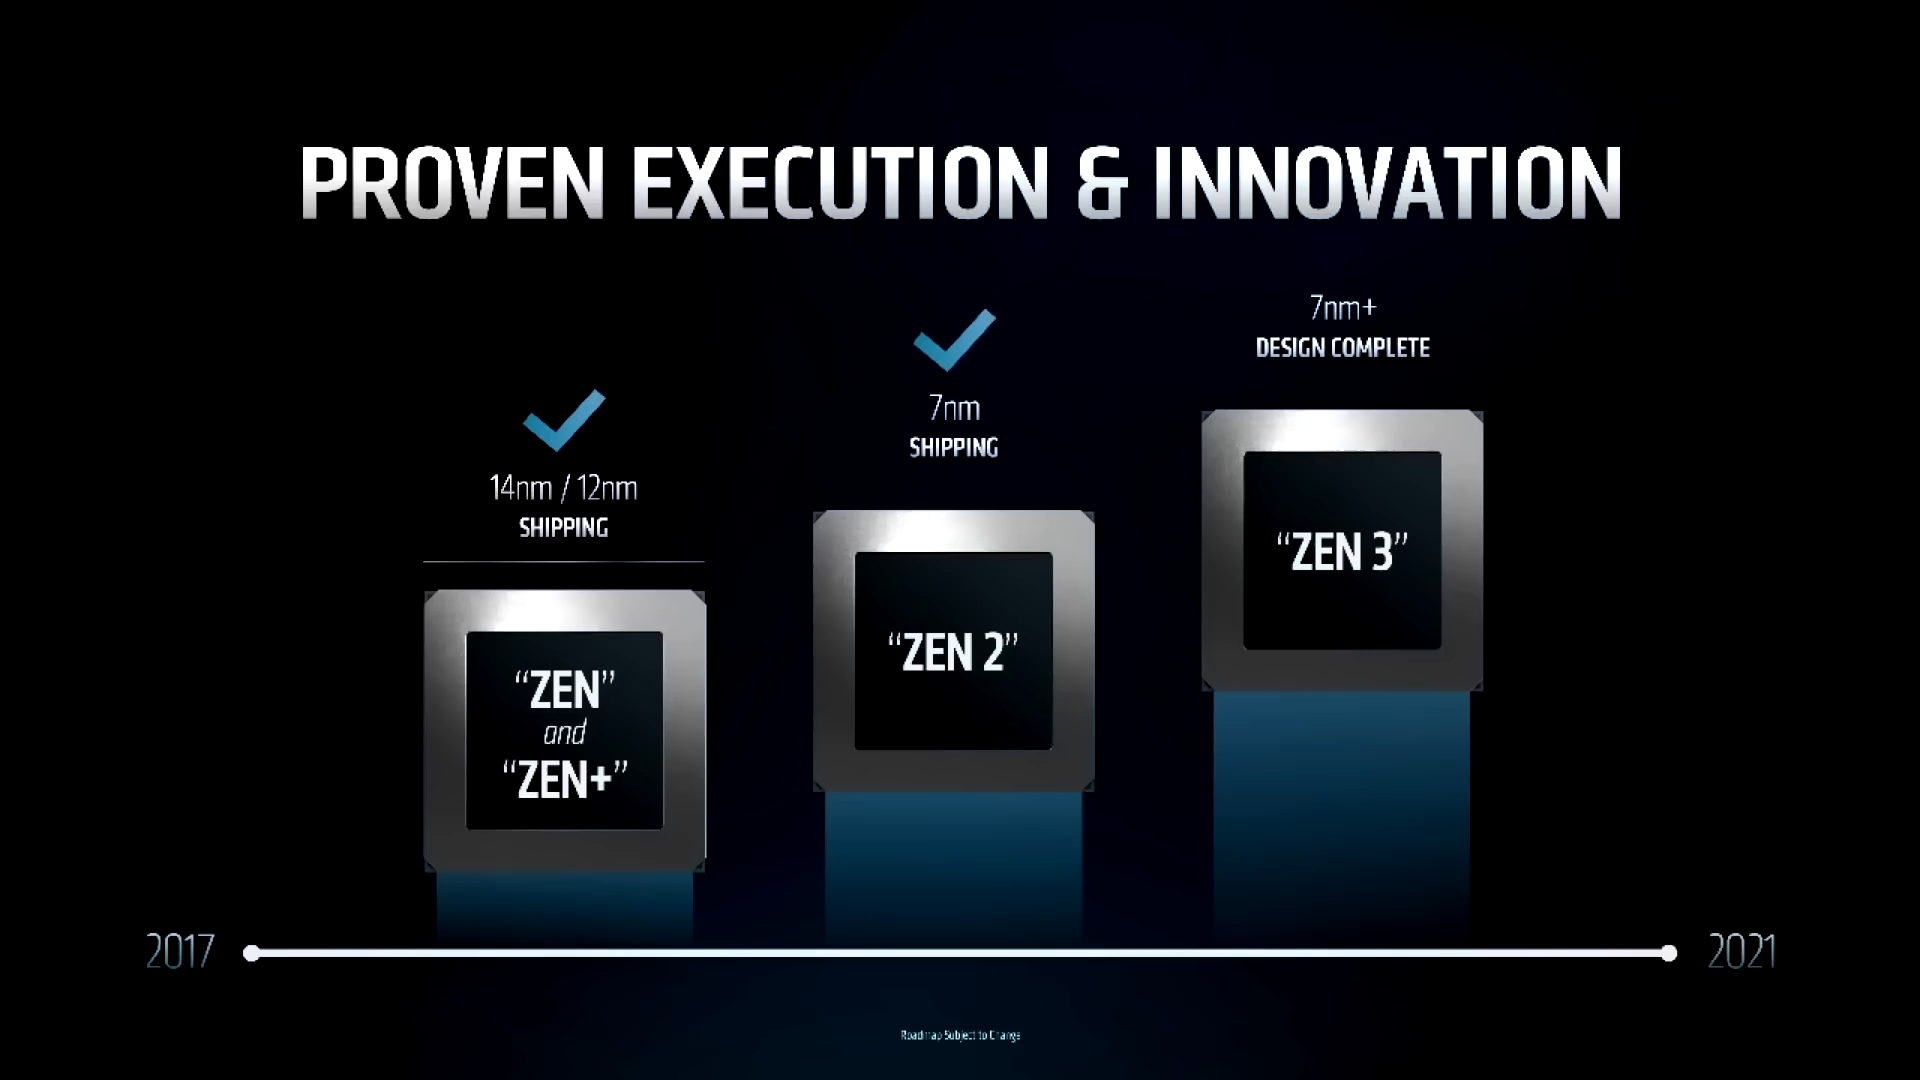 PROVEN EXECUTION & INNOVATION
14nm / 12nm
SHIPPING
“ZEN”
and
“ZEN+”
7nm
SHIPPING
“ZEN 2”
7nm+
DESIGN COMPLETE
“ZEN 3”
2017
2021
Roadmap Subject to Change